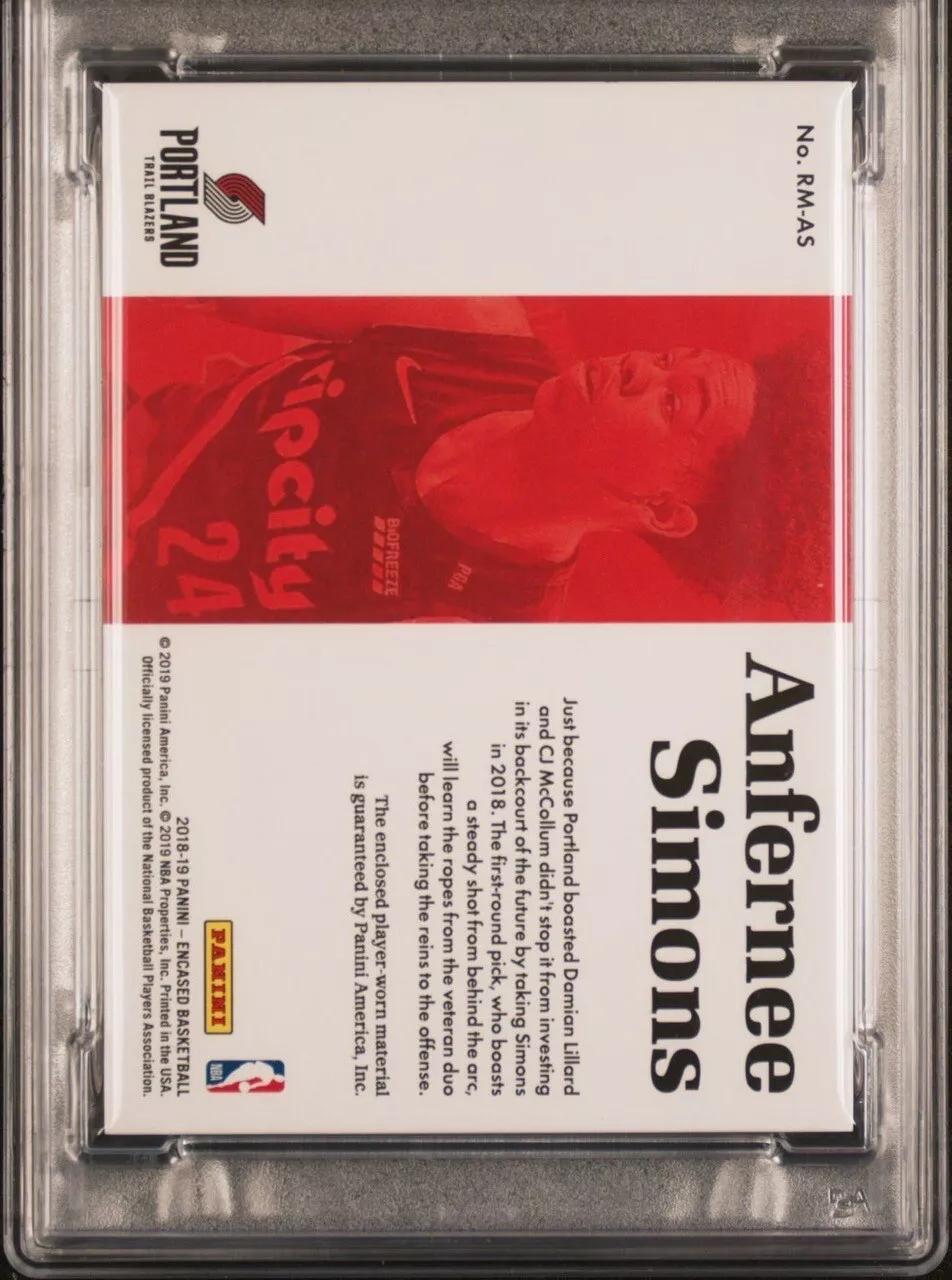 No. RM-AS
PORTLAND
TRAIL BLAZERS
ripcity
24
BIOFREEZE
Anfernee
Simons
Just because Portland boasted Damian Lillard
and CJ McCollum didn't stop it from investing
in its backcourt of the future by taking Simons
in 2018. The first-round pick, who boasts
a steady shot from behind the arc,
will learn the ropes from the veteran duo
before taking the reins to the offense.
The enclosed player-worn material
is guaranteed by Panini America, Inc.
PANINI
NBA
2018-19 PANINI – ENCASED BASKETBALL
© 2019 Panini America, Inc. © 2019 NBA Properties, Inc. Printed in the USA.
Officially licensed product of the National Basketball Players Association.